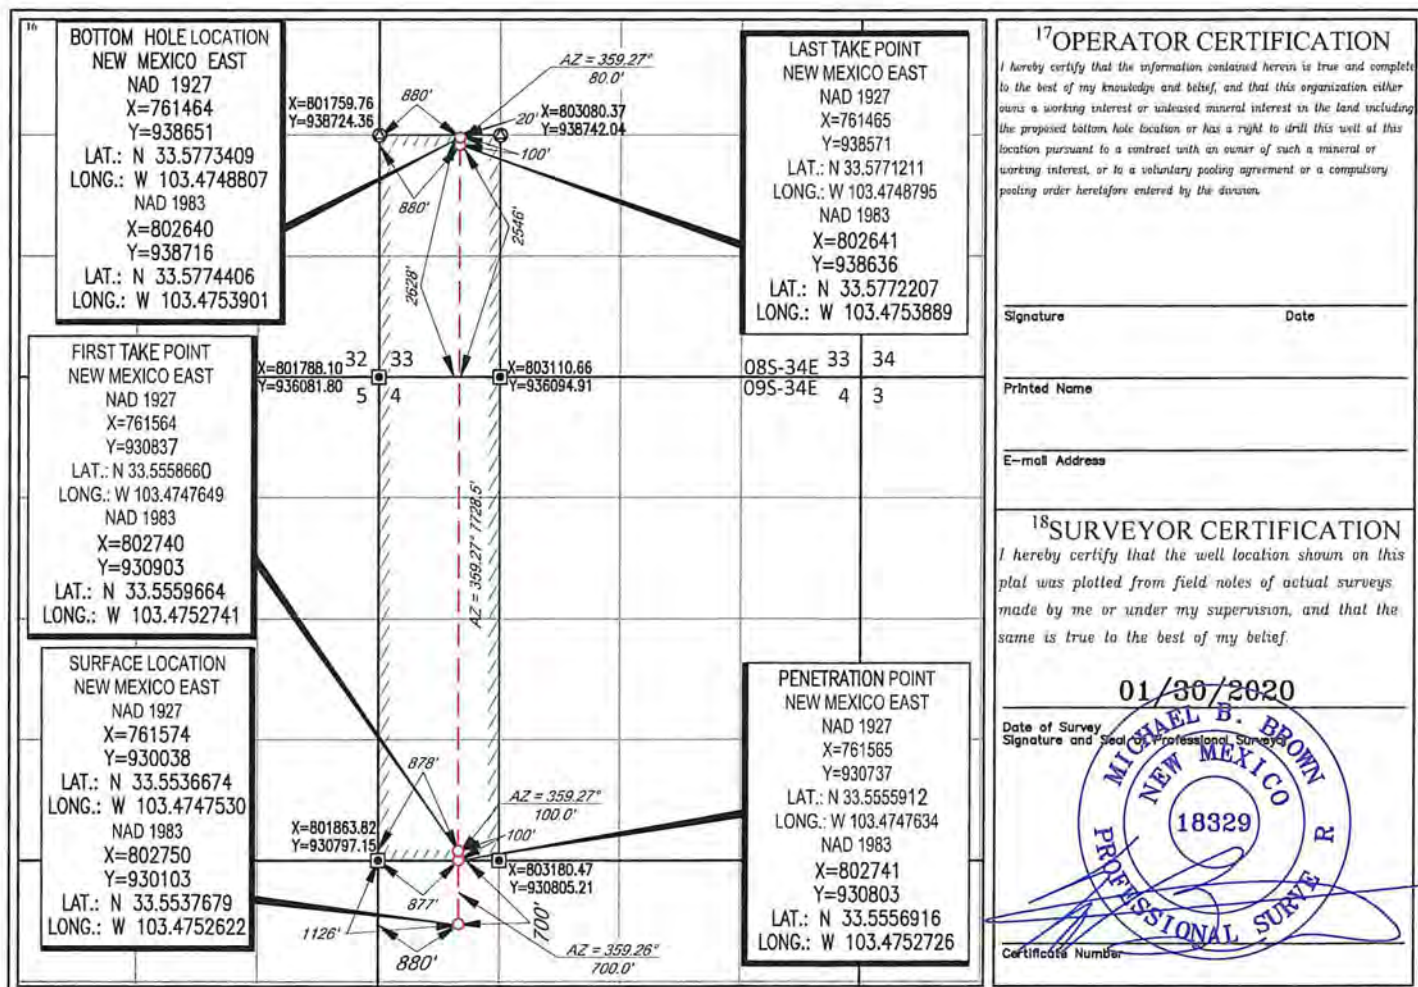 16
BOTTOM HOLE LOCATION
NEW MEXICO EAST
NAD 1927
X=761464
Y=938651
LAT.: N 33.5773409
LONG.: W 103.4748807
NAD 1983
X=802640
Y=938716
LAT.: N 33.5774406
LONG.: W 103.4753901
FIRST TAKE POINT
NEW MEXICO EAST
NAD 1927
X=761564
Y=930837
LAT.: N 33.5558660
LONG.: W 103.4747649
NAD 1983
X=802740
Y=930903
LAT.: N 33.5559664
LONG.: W 103.4752741
SURFACE LOCATION
NEW MEXICO EAST
NAD 1927
X=761574
Y=930038
LAT.: N 33.5536674
LONG.: W 103.4747530
NAD 1983
X=802750
Y=930103
LAT.: N 33.5537679
LONG.: W 103.4752622
AZ = 359.27°
80.0'
880'
X=801759.76
Y=938724.36
20'
X=803080.37
Y=938742.04
100'
880'
2546'
2628'
X=801788.10
Y=936081.80
32 33
5 4
X=803110.66
Y=936094.91
08S-34E 33 34
09S-34E 4 3
AZ = 359.27° 7728.5'
878'
AZ = 359.27°
100.0'
100'
X=801863.82
Y=930797.15
X=803180.47
Y=930805.21
877'
700'
1126'
880'
AZ = 359.26°
700.0'
LAST TAKE POINT
NEW MEXICO EAST
NAD 1927
X=761465
Y=938571
LAT.: N 33.5771211
LONG.: W 103.4748795
NAD 1983
X=802641
Y=938636
LAT.: N 33.5772207
LONG.: W 103.4753889
PENETRATION POINT
NEW MEXICO EAST
NAD 1927
X=761565
Y=930737
LAT.: N 33.5555912
LONG.: W 103.4747634
NAD 1983
X=802741
Y=930803
LAT.: N 33.5556916
LONG.: W 103.4752726
17 OPERATOR CERTIFICATION
I hereby certify that the information contained herein is true and complete
to the best of my knowledge and belief, and that this organization either
owns a working interest or unleased mineral interest in the land including
the proposed bottom hole location or has a right to drill this well at this
location pursuant to a contract with an owner of such a mineral or
working interest, or to a voluntary pooling agreement or a compulsory
pooling order heretofore entered by the division.
Signature Date
Printed Name
E-mail Address
18 SURVEYOR CERTIFICATION
I hereby certify that the well location shown on this
plat was plotted from field notes of actual surveys
made by me or under my supervision, and that the
same is true to the best of my belief.
01/30/2020
Date of Survey
Signature and Seal of Professional Surveyor
MICHAEL B. BROWN
NEW MEXICO
18329
PROFESSIONAL SURVE R
Certificate Number